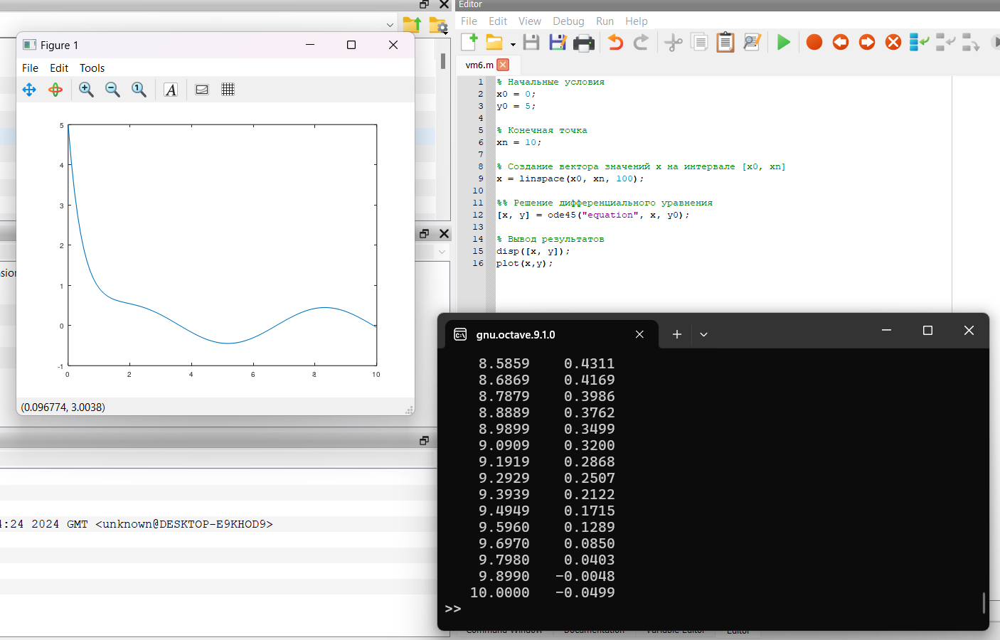 Editor
File Edit View Debug Run Help
vm6.m
1 % Начальные условия
2 x0 = 0;
3 y0 = 5;
4
5 % Конечная точка
6 xn = 10;
7
8 % Создание вектора значений x на интервале [x0, xn]
9 x = linspace(x0, xn, 100);
10
11 %% Решение дифференциального уравнения
12 [x, y] = ode45("equation", x, y0);
13
14 % Вывод результатов
15 disp([x, y]);
16 plot(x,y);
Figure 1
File Edit Tools
1 A
5
4
3
2
1
0
-1
0 2 4 6 8 10
(0.096774, 3.0038)
:24 2024 GMT <unknown@DESKTOP-E9KHOD9>
gnu.octave.9.1.0
8.5859 0.4311
8.6869 0.4169
8.7879 0.3986
8.8889 0.3762
8.9899 0.3499
9.0909 0.3200
9.1919 0.2868
9.2929 0.2507
9.3939 0.2122
9.4949 0.1715
9.5960 0.1289
9.6970 0.0850
9.7980 0.0403
9.8990 -0.0048
10.0000 -0.0499
>>
Command Window Documentation Variable Editor Editor